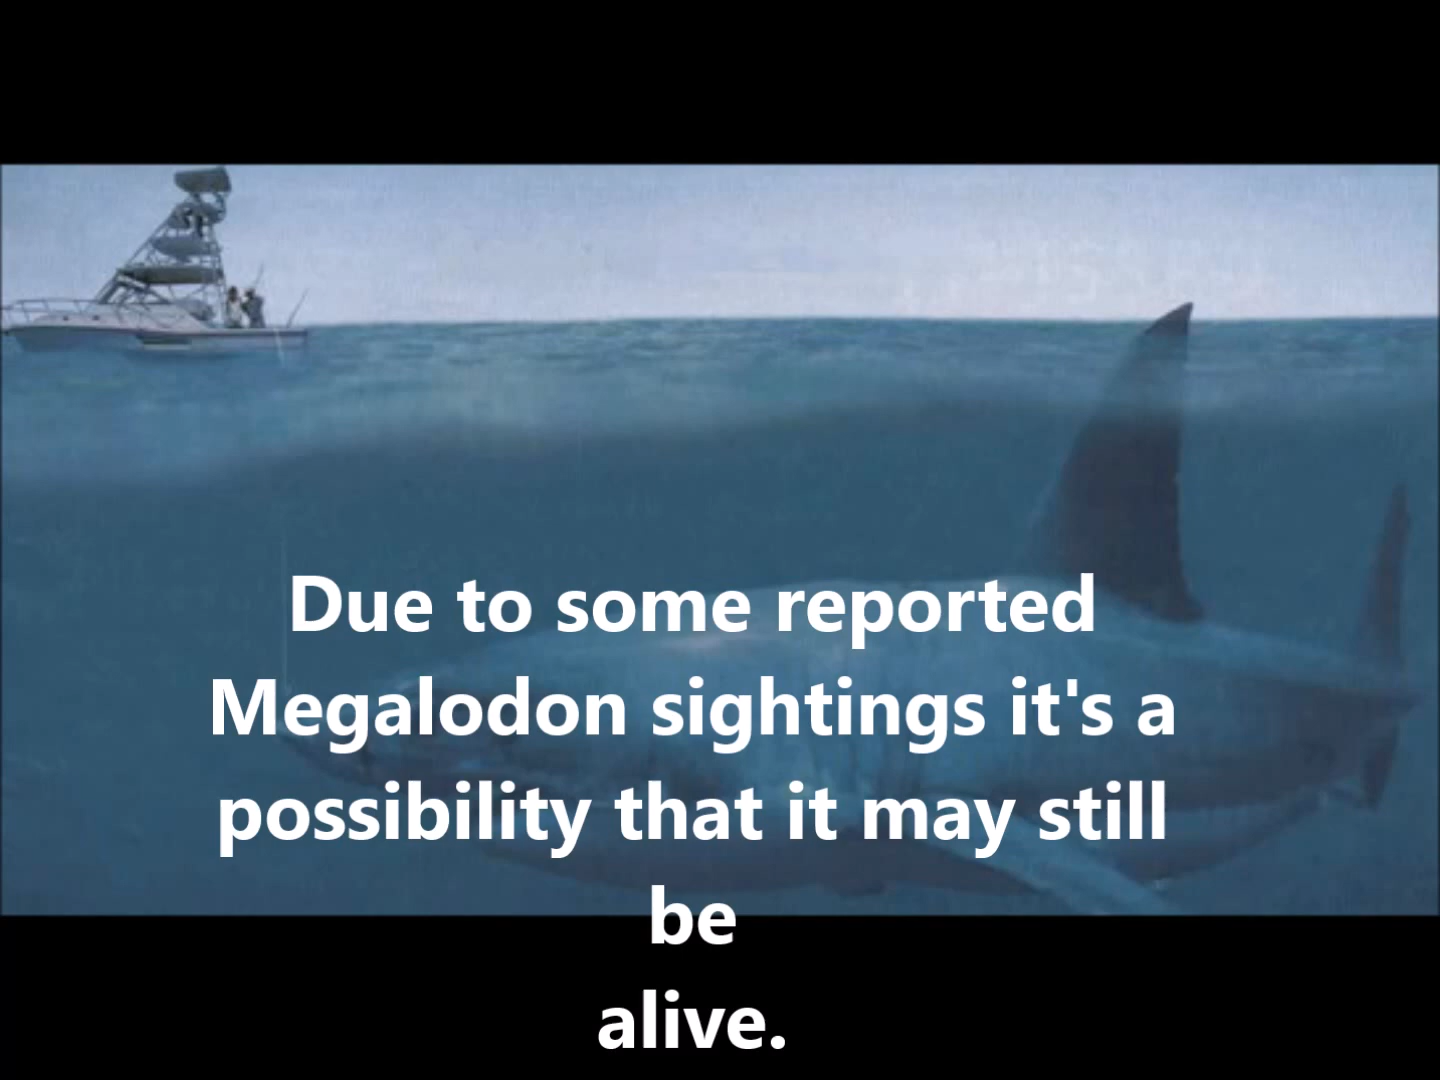 Due to some reported
Megalodon sightings it's a
possibility that it may still
be
alive.